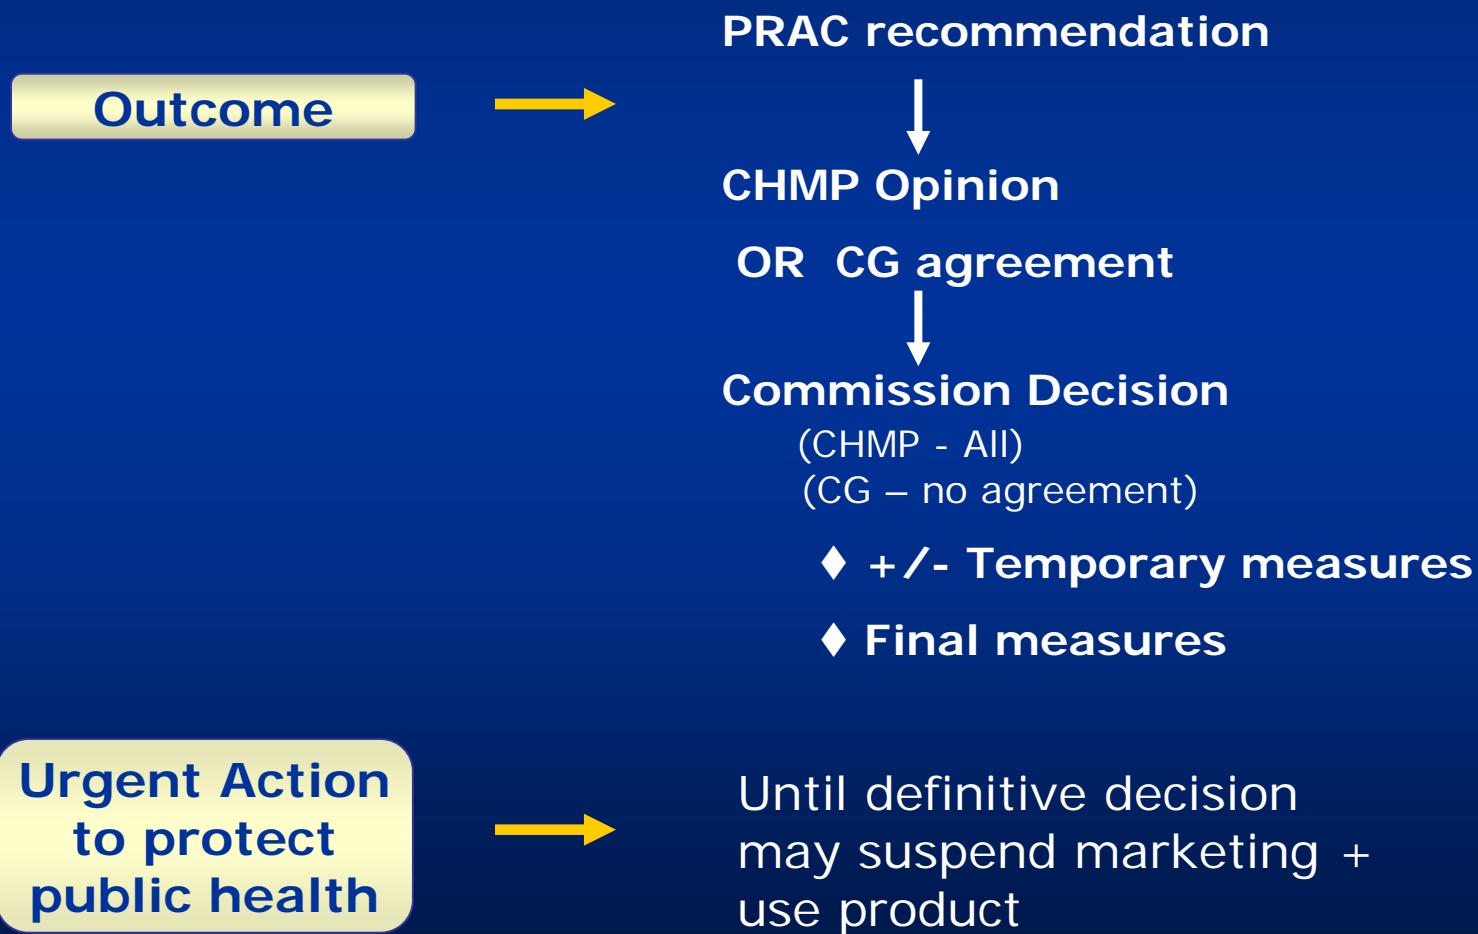 PRAC recommendation
Outcome
CHMP Opinion
OR CG agreement
Commission Decision
(CHMP - All)
(CG – no agreement)
♦ +/- Temporary measures
♦ Final measures
Urgent Action
to protect
public health
Until definitive decision
may suspend marketing +
use product